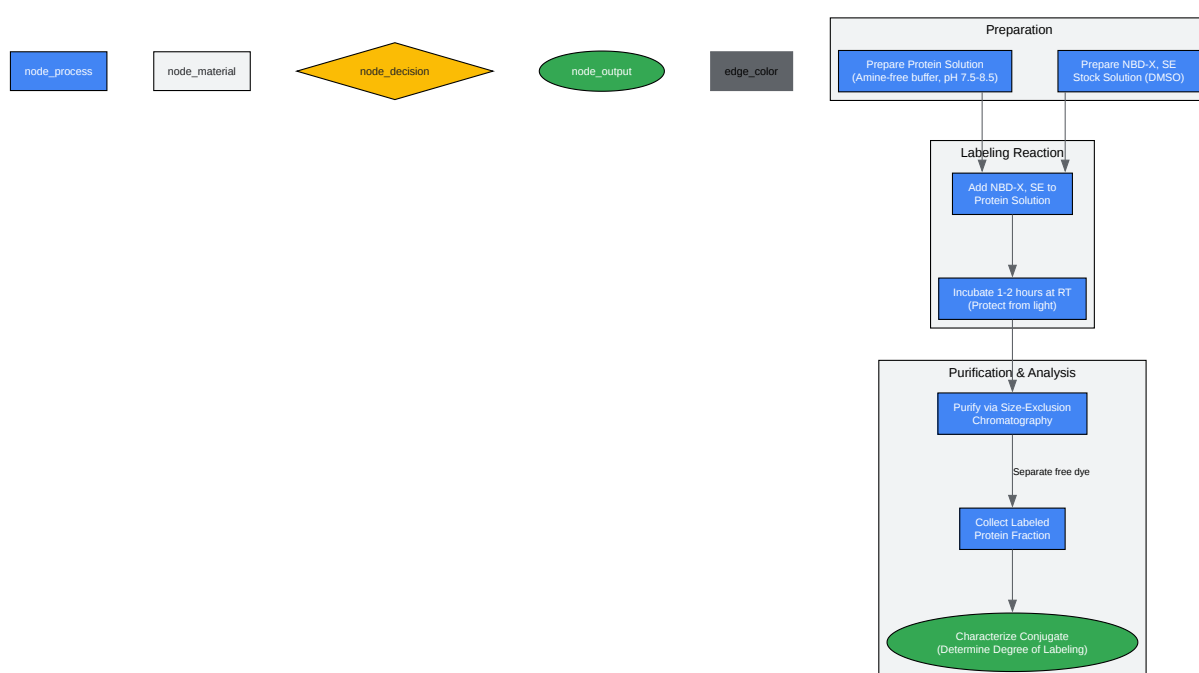 node_process
node_material
node_decision
node_output
edge_color
Preparation
Prepare Protein Solution
(Amine-free buffer, pH 7.5-8.5)
Prepare NBD-X, SE
Stock Solution (DMSO)
Labeling Reaction
Add NBD-X, SE to
Protein Solution
Incubate 1-2 hours at RT
(Protect from light)
Purification & Analysis
Purify via Size-Exclusion
Chromatography
Separate free dye
Collect Labeled
Protein Fraction
Characterize Conjugate
(Determine Degree of Labeling)